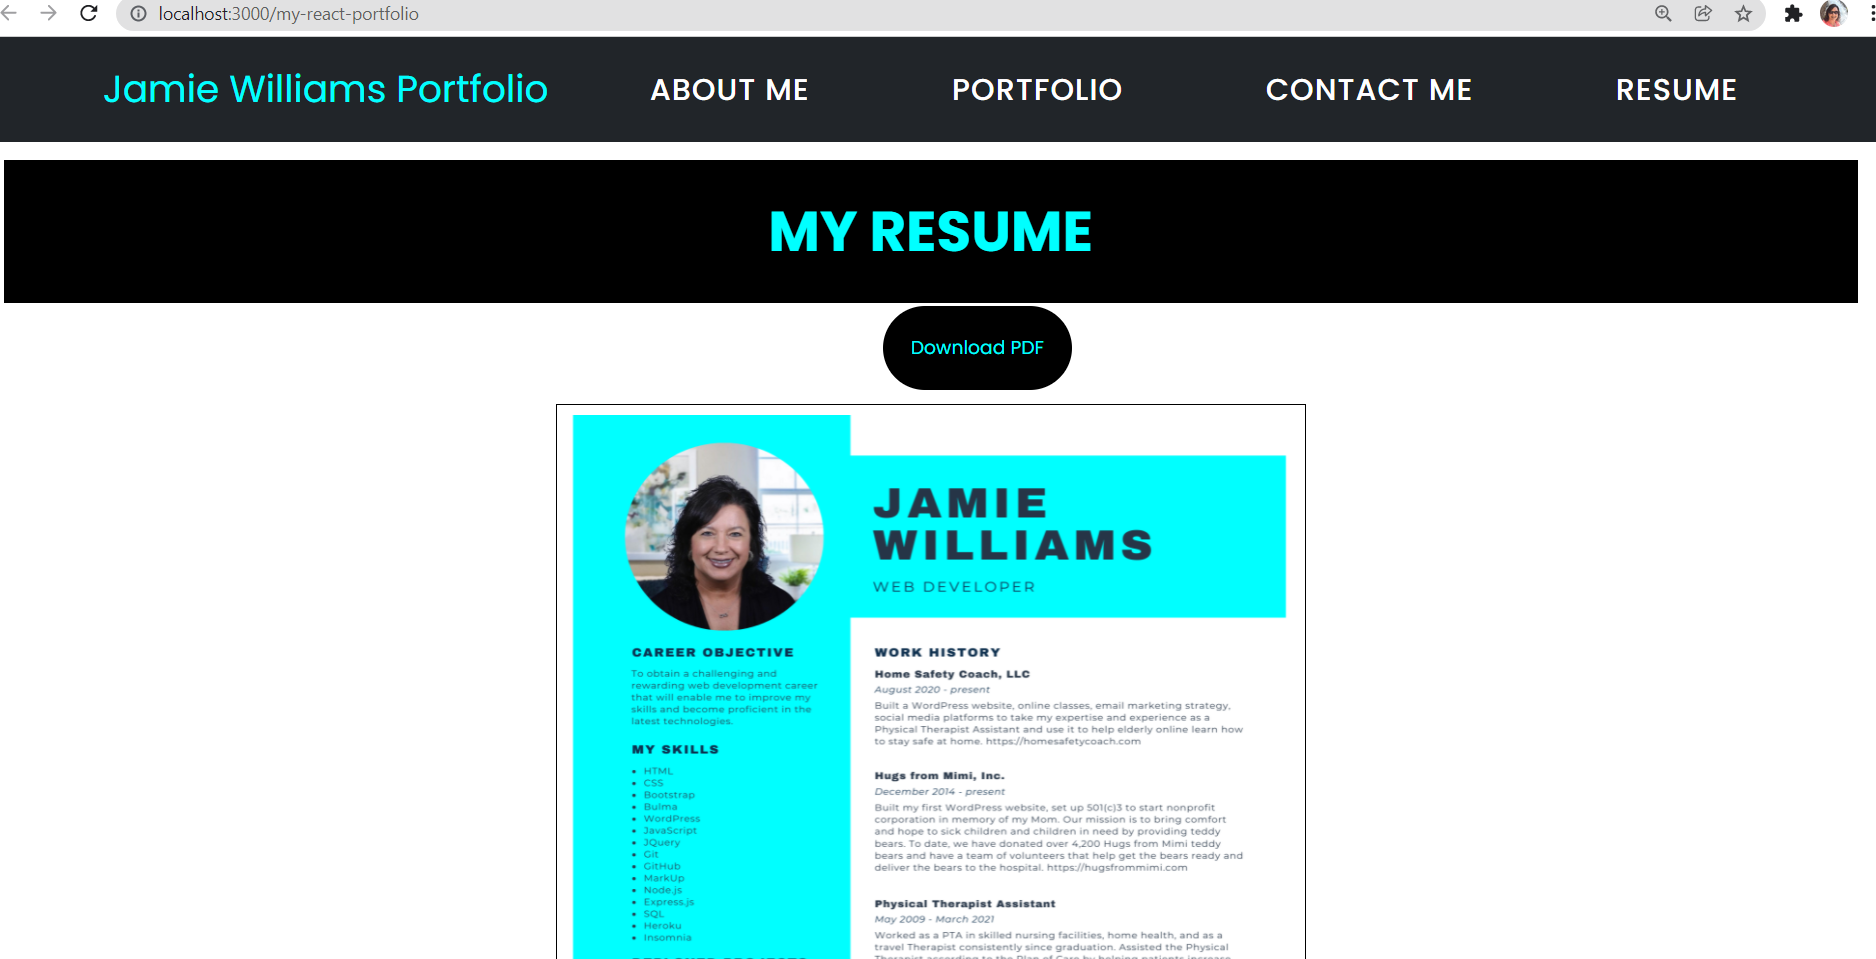 localhost:3000/my-react-portfolio
Jamie Williams Portfolio ABOUT ME PORTFOLIO CONTACT ME RESUME
MY RESUME
Download PDF
JAMIE
WILLIAMS
WEB DEVELOPER
CAREER OBJECTIVE
To obtain a challenging and
rewarding web development career
that will enable me to improve my
skills and become proficient in the
latest technologies.
MY SKILLS
• HTML
• CSS
• Bootstrap
• Bulma
• WordPress
• JavaScript
• JQuery
• Git
• GitHub
• MarkUp
• Node.js
• Express.js
• SQL
• Heroku
• Insomnia
WORK HISTORY
Home Safety Coach, LLC
August 2020 - present
Built a WordPress website, online classes, email marketing strategy,
social media platforms to take my expertise and experience as a
Physical Therapist Assistant and use it to help elderly online learn how
to stay safe at home. https://homesafetycoach.com
Hugs from Mimi, Inc.
December 2014 - present
Built my first WordPress website, set up 501(c)3 to start nonprofit
corporation in memory of my Mom. Our mission is to bring comfort
and hope to sick children and children in need by providing teddy
bears. To date, we have donated over 4,200 Hugs from Mimi teddy
bears and have a team of volunteers that help get the bears ready and
deliver the bears to the hospital. https://hugsfrommimi.com
Physical Therapist Assistant
May 2009 - March 2021
Worked as a PTA in skilled nursing facilities, home health, and as a
travel Therapist consistently since graduation. Assisted the Physical
Therapist according to the Plan of Care by helping patients increase